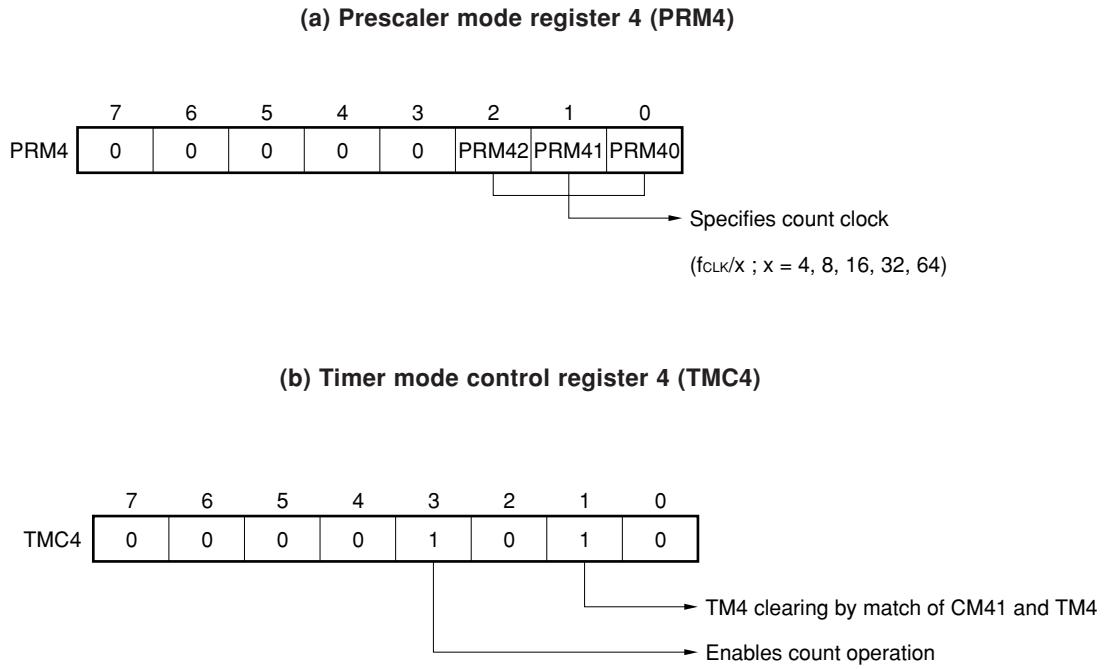 (a) Prescaler mode register 4 (PRM4)
7 6 5 4 3 2 1 0
PRM4 0 0 0 0 0 PRM42 PRM41 PRM40
Specifies count clock
(fCLK/x ; x = 4, 8, 16, 32, 64)
(b) Timer mode control register 4 (TMC4)
7 6 5 4 3 2 1 0
TMC4 0 0 0 0 1 0 1 0
TM4 clearing by match of CM41 and TM4
Enables count operation